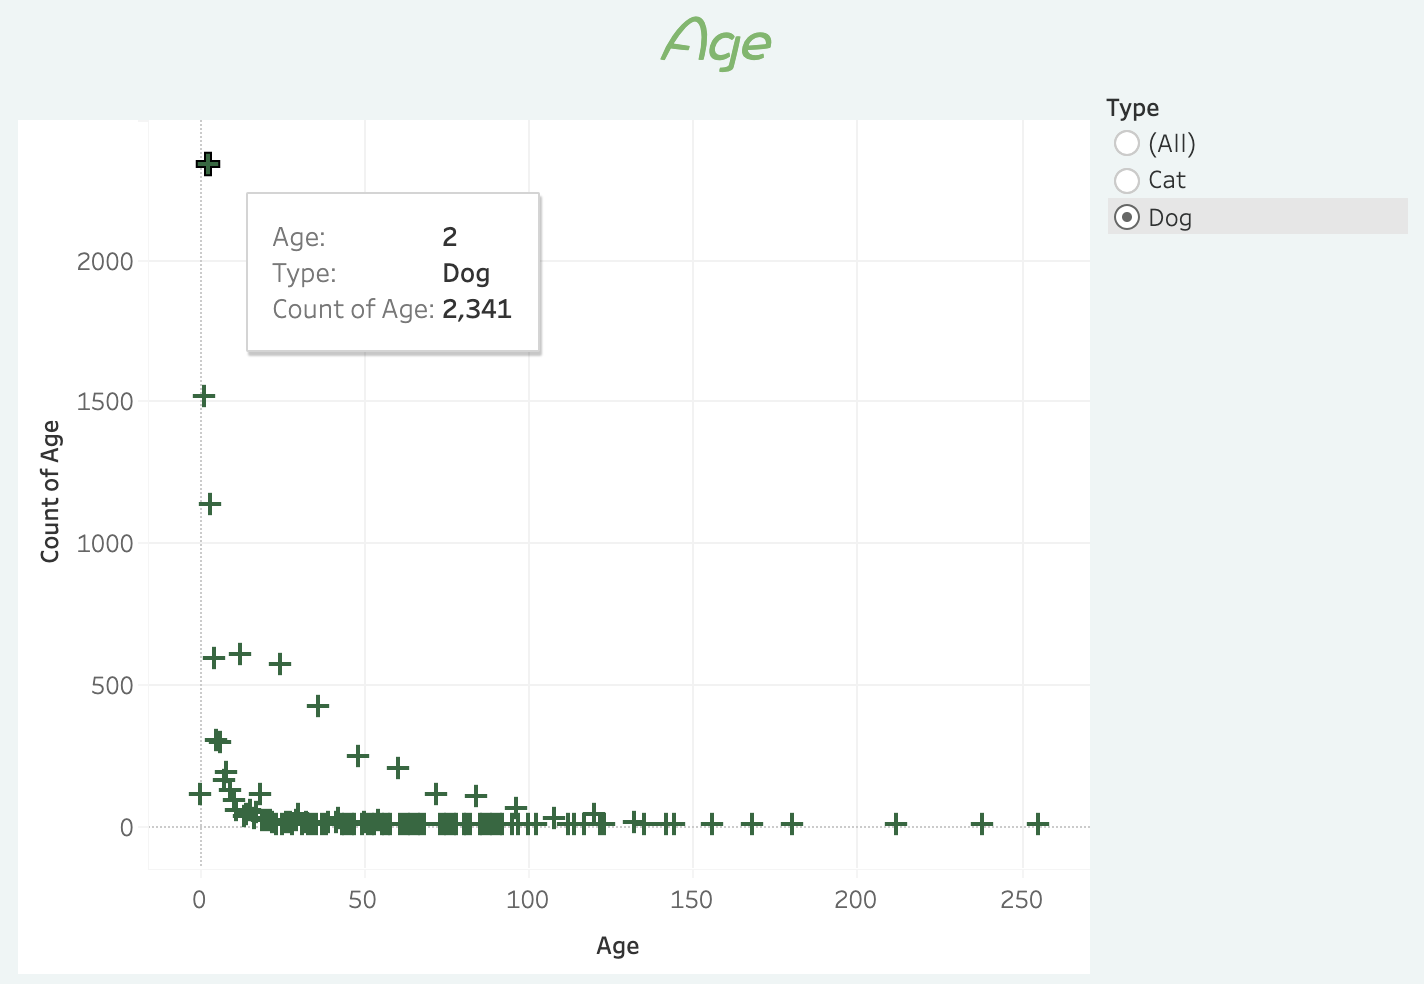 Age
Type
(All)
Cat
Dog
Age: 2
Type: Dog
Count of Age: 2,341
2000
1500
1000
500
0
Count of Age
0 50 100 150 200 250
Age